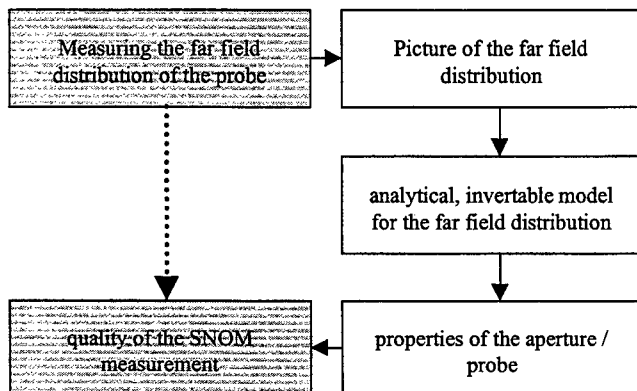 Measuring the far field
distribution of the probe
Picture of the far field
distribution
analytical, invertable model
for the far field distribution
quality of the SNOM
measurement
properties of the aperture /
probe